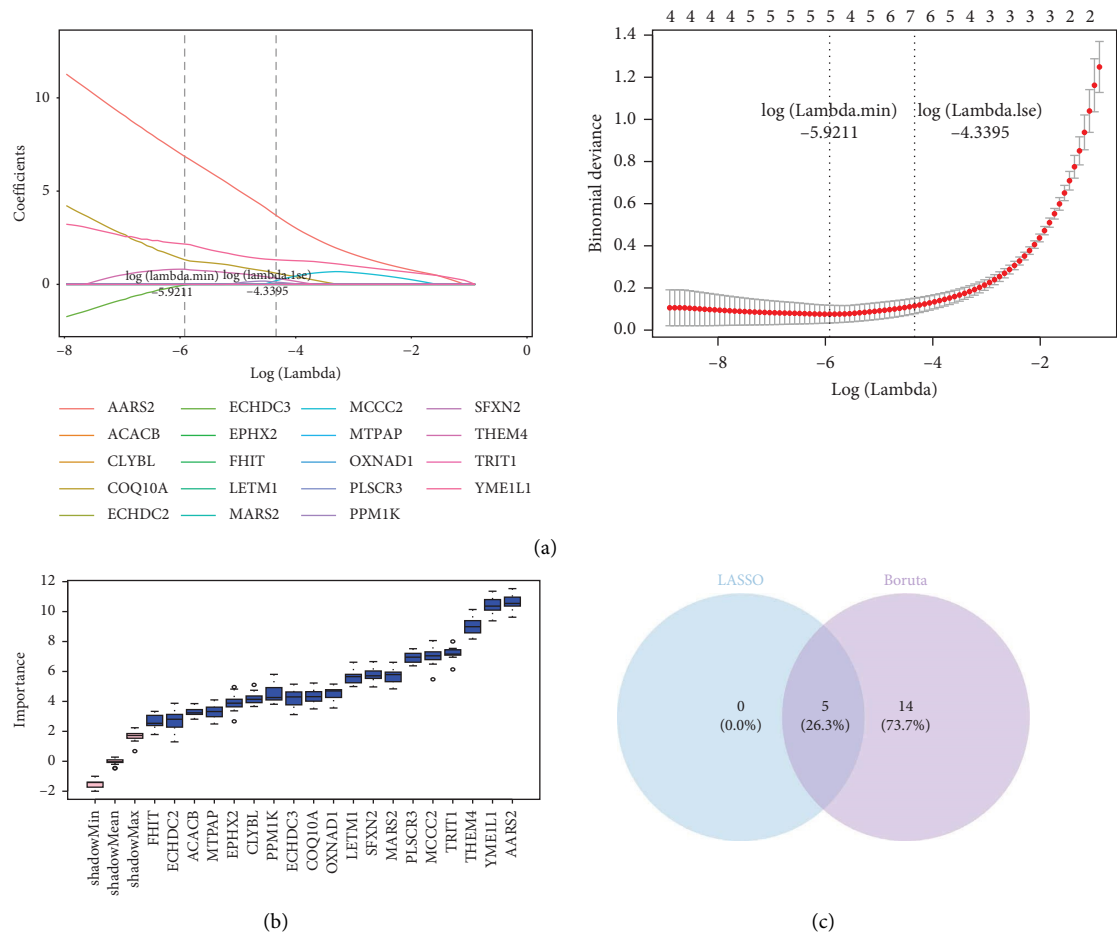 10
5
0
Coefficients
log (lambda.min)
−5.9211
log (lambda.lse)
−4.3395
−8
−6
−4
−2
0
Log (Lambda)
AARS2
ACACB
CLYBL
COQ10A
ECHDC2
ECHDC3
EPHX2
FHIT
LETM1
MARS2
MCCC2
MTPAP
OXNAD1
PLSCR3
PPM1K
SFXN2
THEM4
TRIT1
YME1L1
4 4 4 4 5 5 5 5 5 4 5 6 7 6 5 4 3 3 3 3 2 2
1.4
1.2
1.0
0.8
0.6
0.4
0.2
0.0
Binomial deviance
log (Lambda.min)
−5.9211
log (Lambda.lse)
−4.3395
−8
−6
−4
−2
Log (Lambda)
(a)
12
10
8
6
4
2
0
−2
Importance
shadowMin
shadowMean
shadowMax
FHIT
ECHDC2
ACACB
MTPAP
EPHX2
CLYBL
PPM1K
ECHDC3
COQ10A
OXNAD1
LETM1
SFXN2
MARS2
PLSCR3
MCCC2
TRIT1
THEM4
YME1L1
AARS2
(b)
LASSO
Boruta
0
(0.0%)
5
(26.3%)
14
(73.7%)
(c)